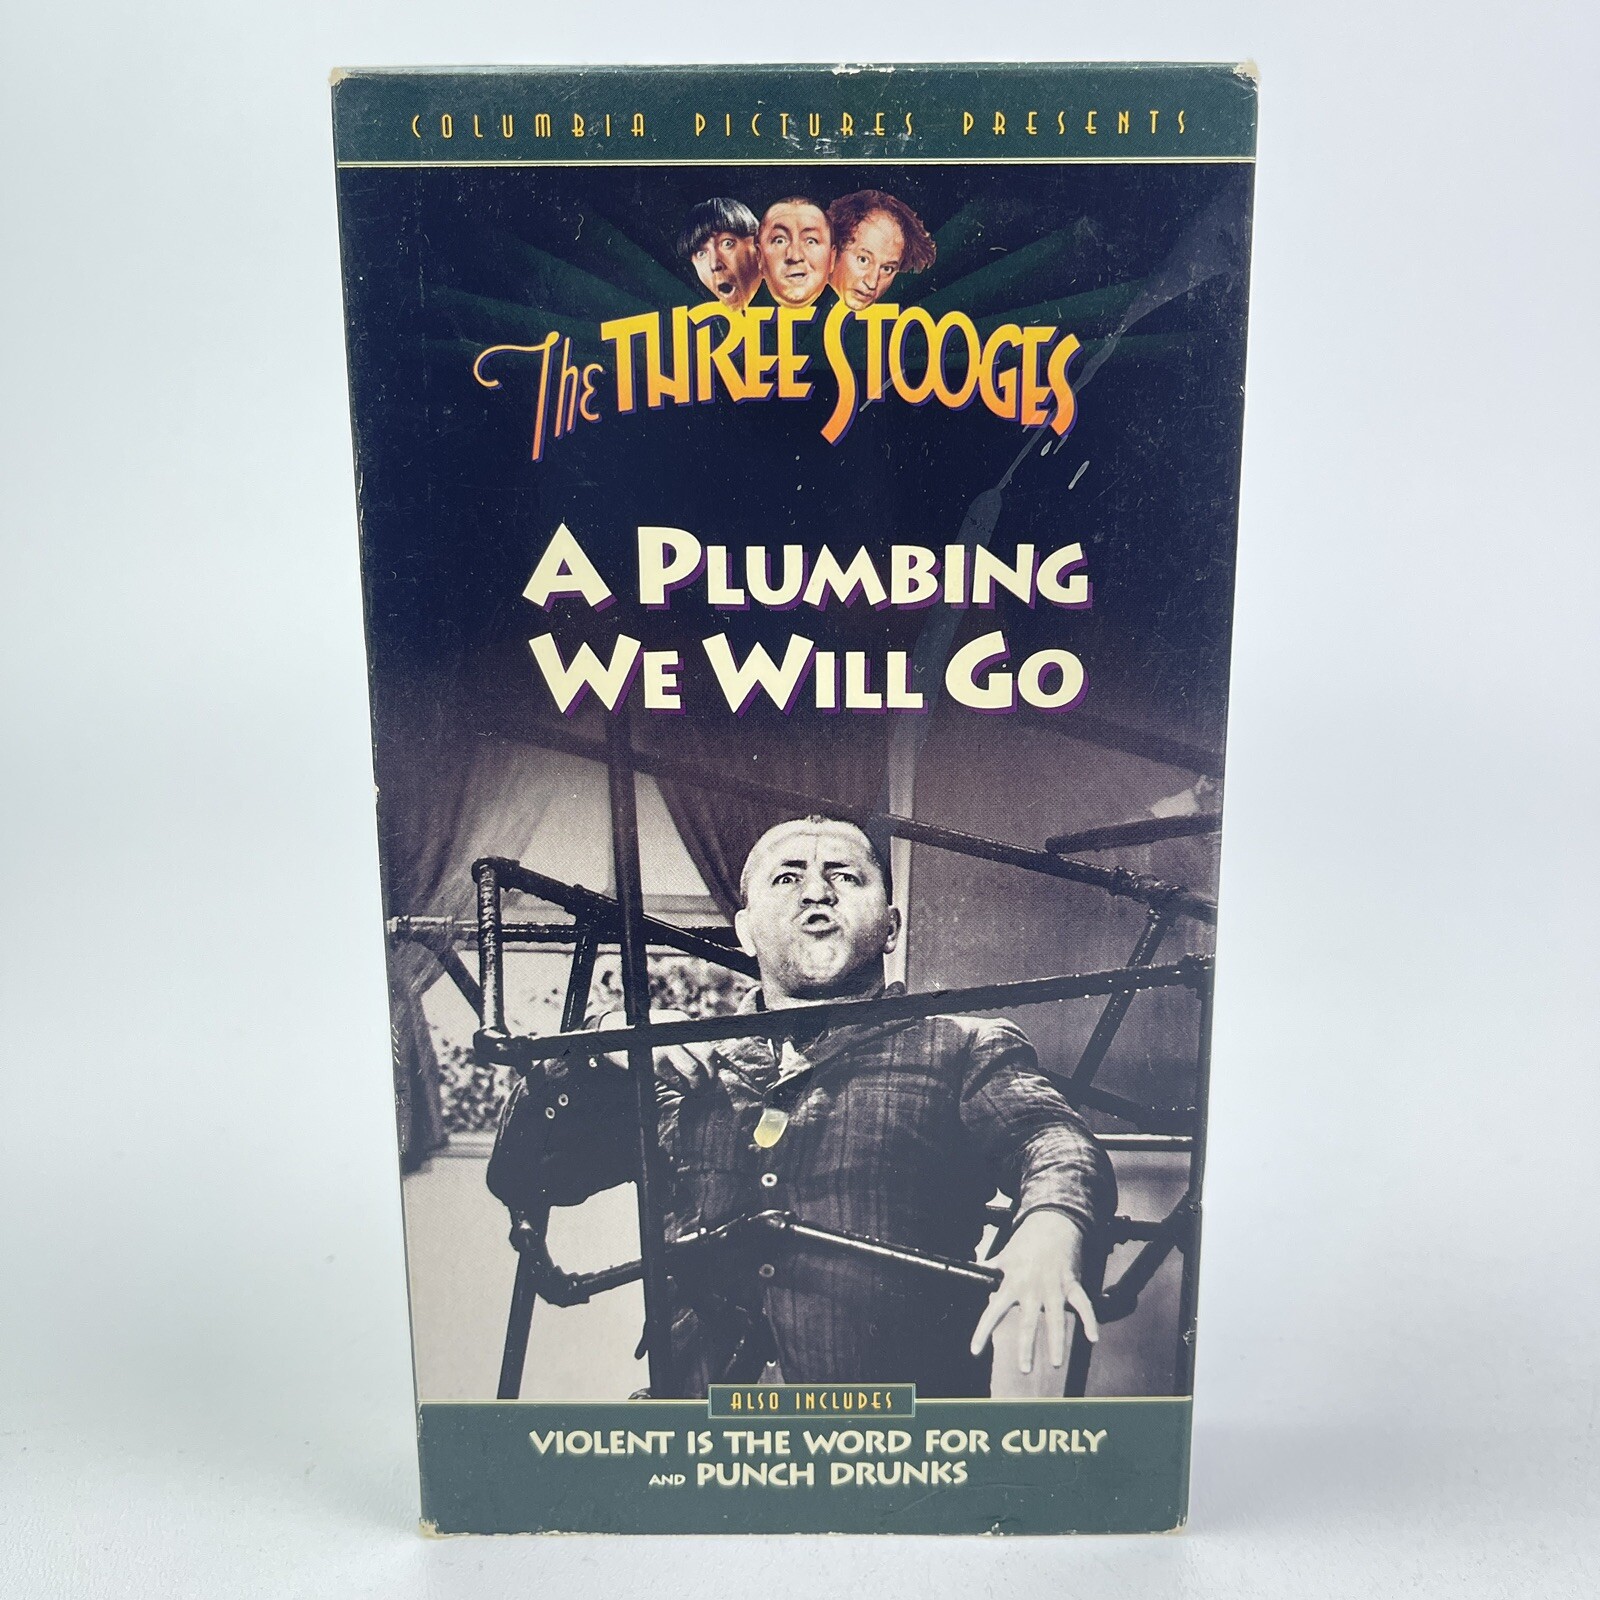 COLUMBIA PICTURES PRESENTS
The THREE STOOGES
A PLUMBING
WE WILL GO
ALSO INCLUDES
VIOLENT IS THE WORD FOR CURLY
AND PUNCH DRUNKS